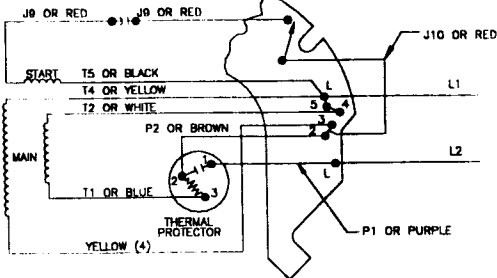 J9 OR RED J9 OR RED
J10 OR RED
START
T5 OR BLACK
L
T4 OR YELLOW
L1
5 4
T2 OR WHITE
3
P2 OR BROWN
2
MAIN
1
L2
2
L
T1 OR BLUE
3
THERMAL
PROTECTOR
P1 OR PURPLE
YELLOW (4)